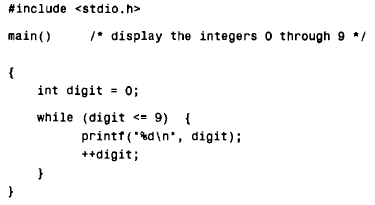 #include <stdio.h>
main() /* display the integers 0 through 9 */
{
int digit = 0;
while (digit <= 9) {
printf("%d\n", digit);
++digit;
}
}